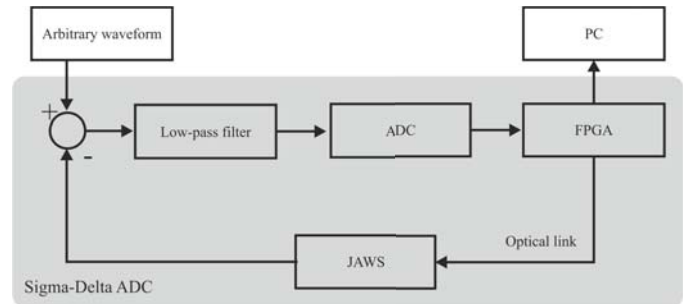 Arbitrary waveform
PC
+
-
Low-pass filter
ADC
FPGA
Optical link
JAWS
Sigma-Delta ADC